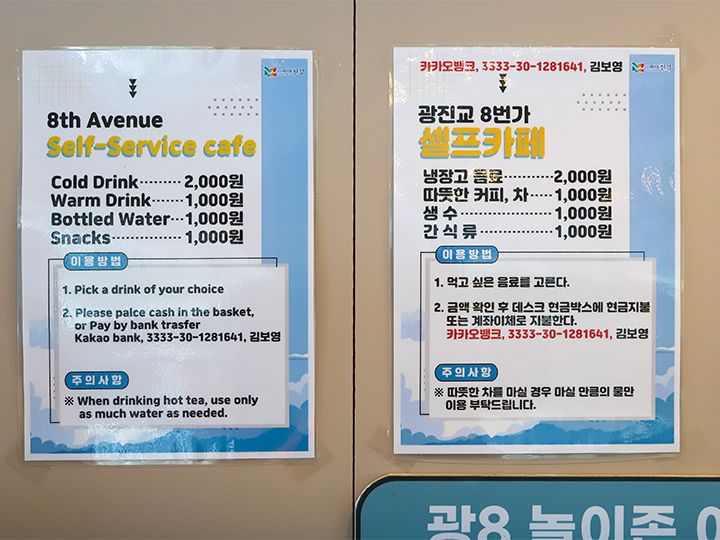 8th Avenue
Self-Service cafe
Cold Drink········2,000원
Warm Drink·······1,000원
Bottled Water··1,000원
Snacks············1,000원
이용방법
1. Pick a drink of your choice
2. Please palce cash in the basket,
or Pay by bank trasfer
Kakao bank, 3333-30-1281641, 김보영
주의사항
※ When drinking hot tea, use only
as much water as needed.
카카오뱅크, 3333-30-1281641, 김보영
광진교 8번가
셀프카페
냉장고 음료········2,000원
따뜻한 커피, 차····1,000원
생 수················1,000원
간 식 류·············1,000원
이용방법
1. 먹고 싶은 음료를 고른다.
2. 금액 확인 후 데스크 현금박스에 현금지불
또는 계좌이체로 지불한다.
카카오뱅크, 3333-30-1281641, 김보영
주의사항
※ 따뜻한 차를 마실 경우 마실 만큼의 물만
이용 부탁드립니다.
광8 놀이존